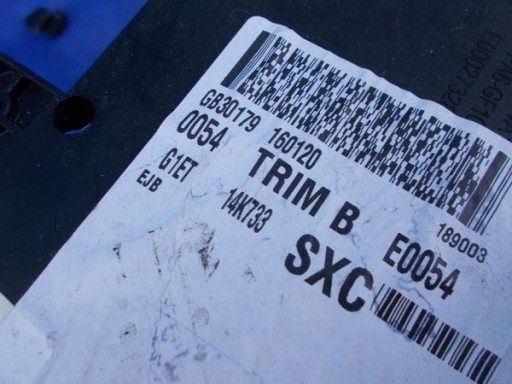 GB30179 160120 189003
0054 TRIM B E0054
G1ET 14K733 SXC
EJB